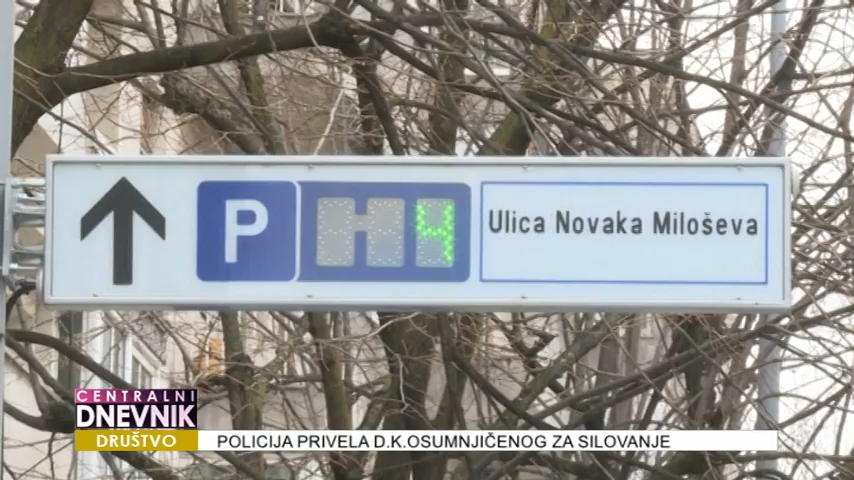 P 4 Ulica Novaka Miloševa
CENTRALNI
DNEVNIK
DRUŠTVO
POLICIJA PRIVELA D.K.OSUMNJIČENOG ZA SILOVANJE